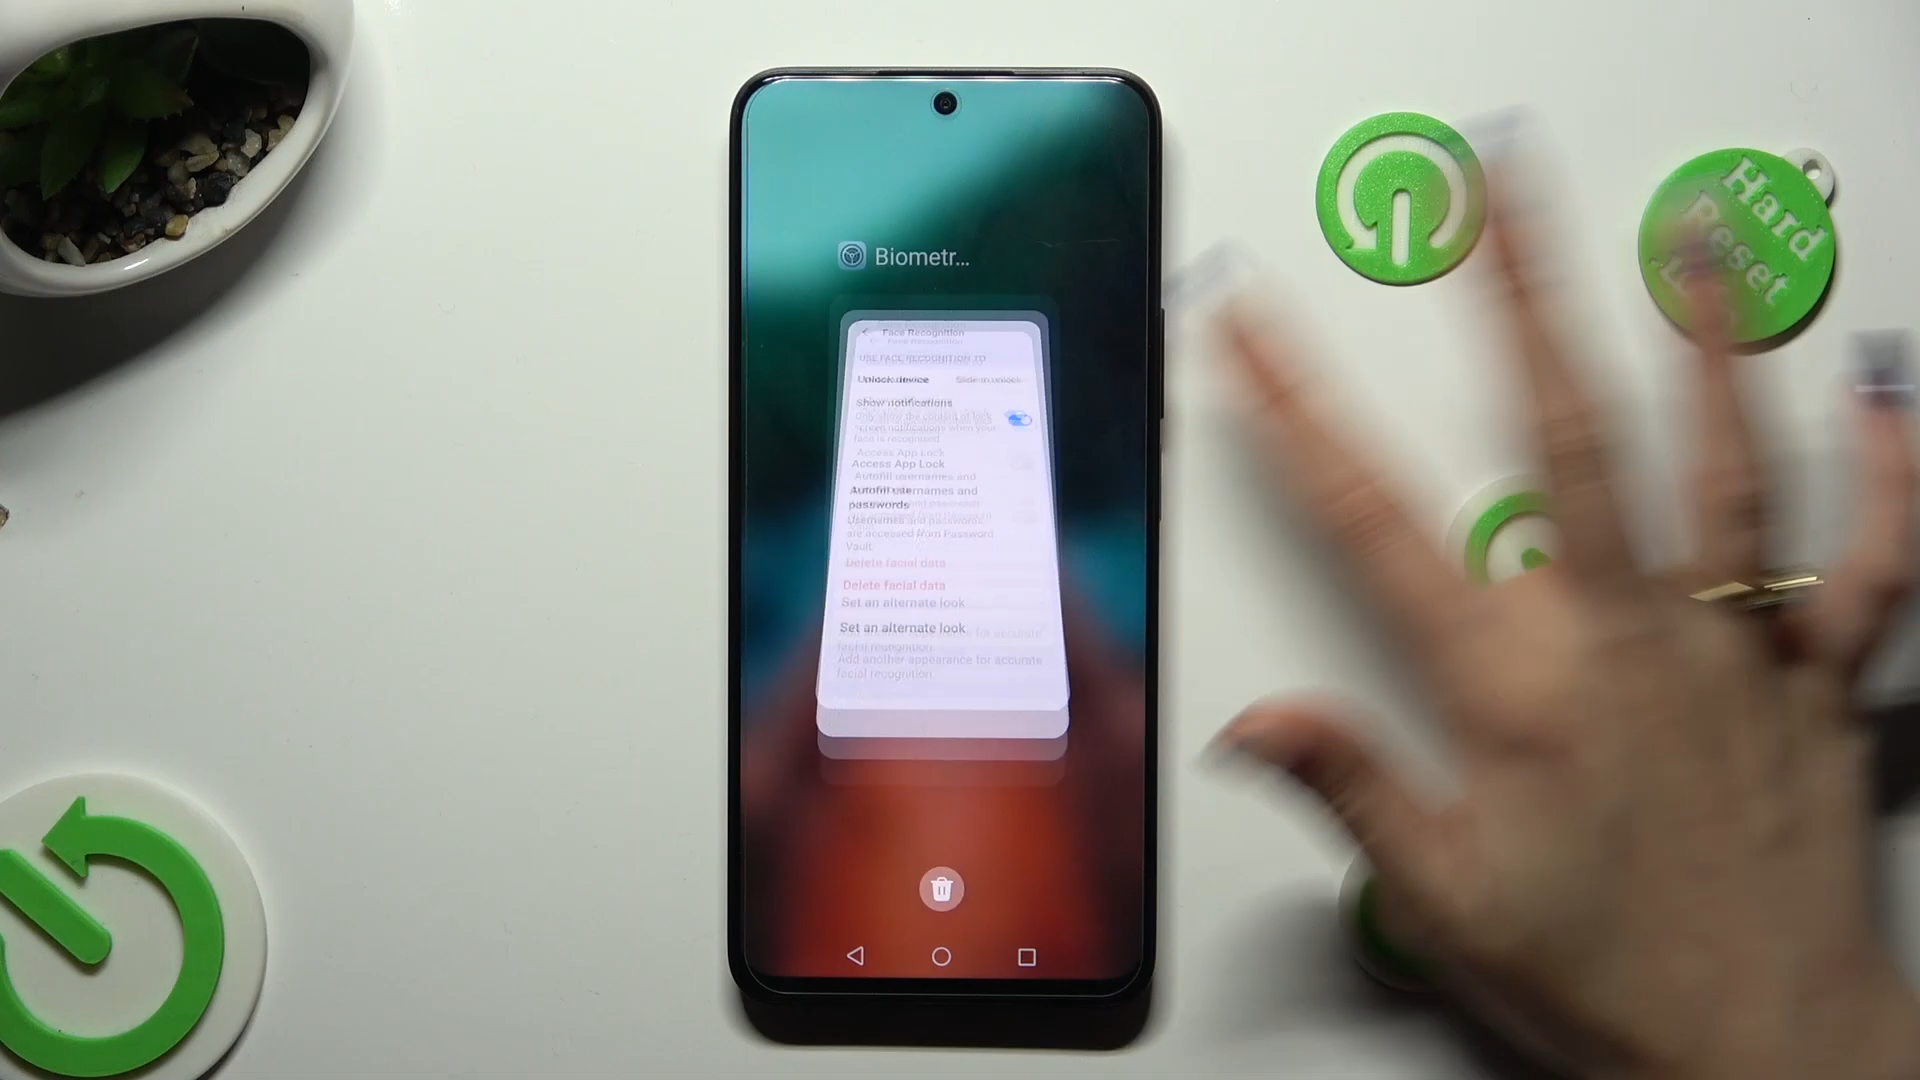 Biometr...
Face Recognition
USE FACE RECOGNITION TO
Unlock device Slide to unlock
Show notifications
Only show the content of lock
screen notifications when your
face is recognised
Access App Lock
Autofill usernames and
passwords
Usernames and passwords
are accessed from Password
Vault
Delete facial data
Set an alternate look
Add another appearance for accurate
facial recognition
Hard
Reset